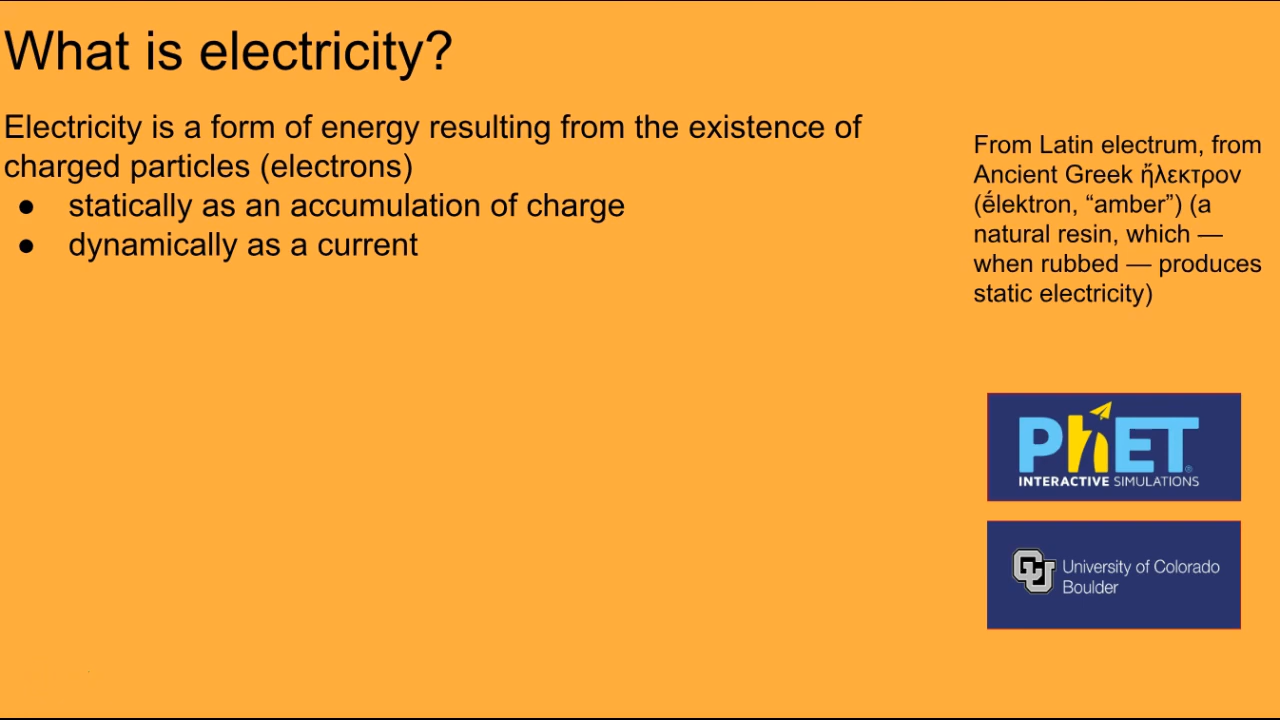 What is electricity?
Electricity is a form of energy resulting from the existence of
charged particles (electrons)
● statically as an accumulation of charge
● dynamically as a current
From Latin electrum, from
Ancient Greek ἤλεκτρον
(ḗlektron, “amber”) (a
natural resin, which —
when rubbed — produces
static electricity)
PhET®
INTERACTIVE SIMULATIONS
CU
University of Colorado
Boulder